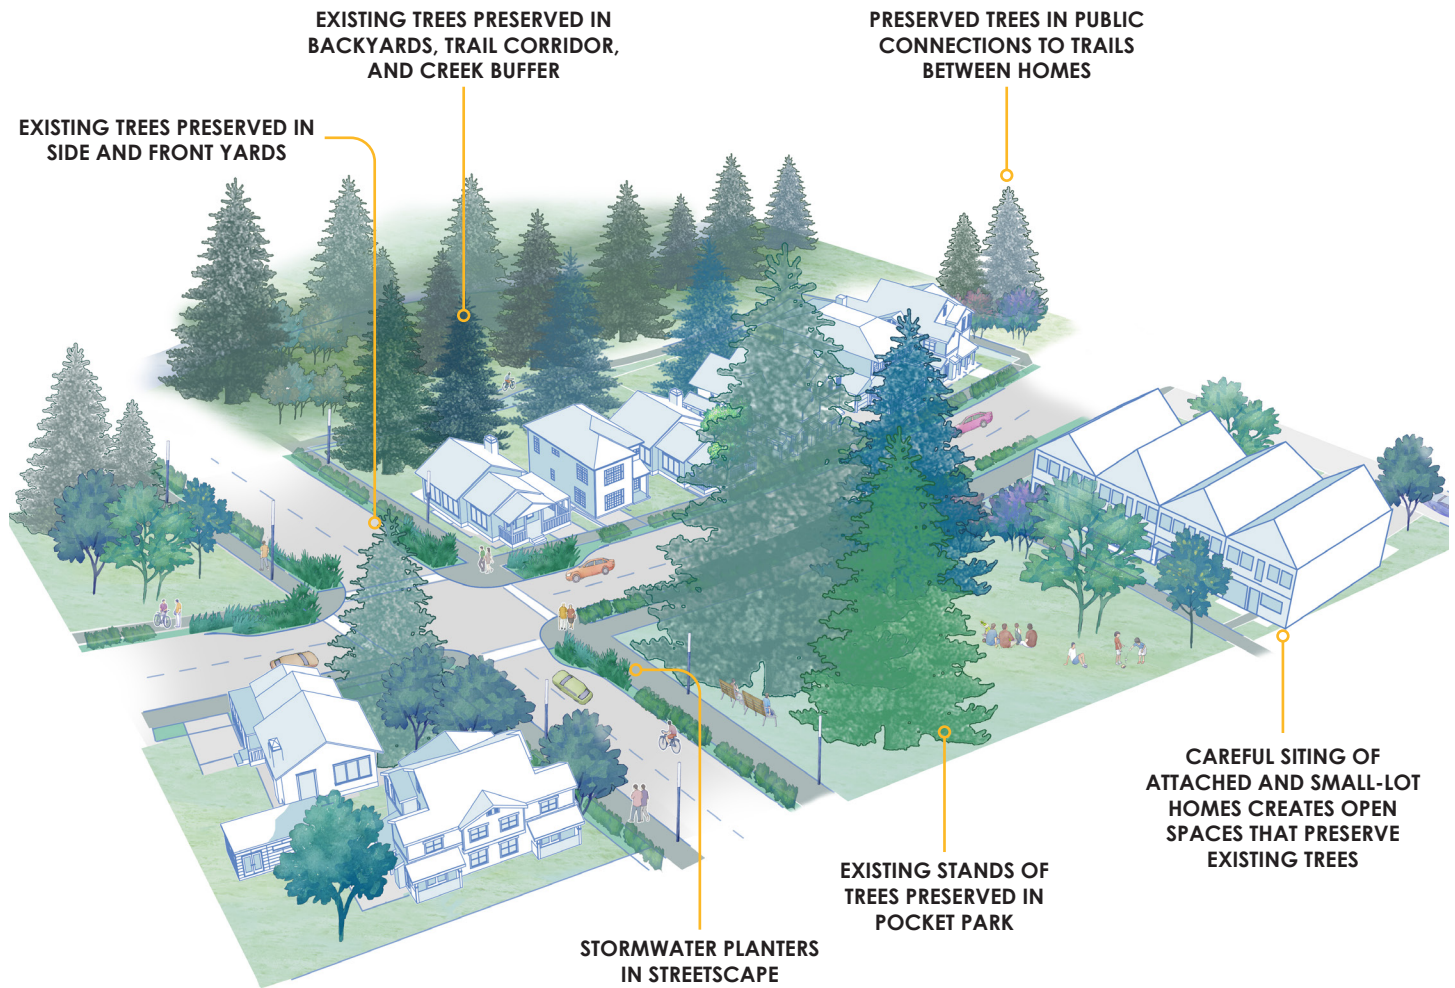 EXISTING TREES PRESERVED IN
BACKYARDS, TRAIL CORRIDOR,
AND CREEK BUFFER
PRESERVED TREES IN PUBLIC
CONNECTIONS TO TRAILS
BETWEEN HOMES
EXISTING TREES PRESERVED IN
SIDE AND FRONT YARDS
CAREFUL SITING OF
ATTACHED AND SMALL-LOT
HOMES CREATES OPEN
SPACES THAT PRESERVE
EXISTING TREES
EXISTING STANDS OF
TREES PRESERVED IN
POCKET PARK
STORMWATER PLANTERS
IN STREETSCAPE